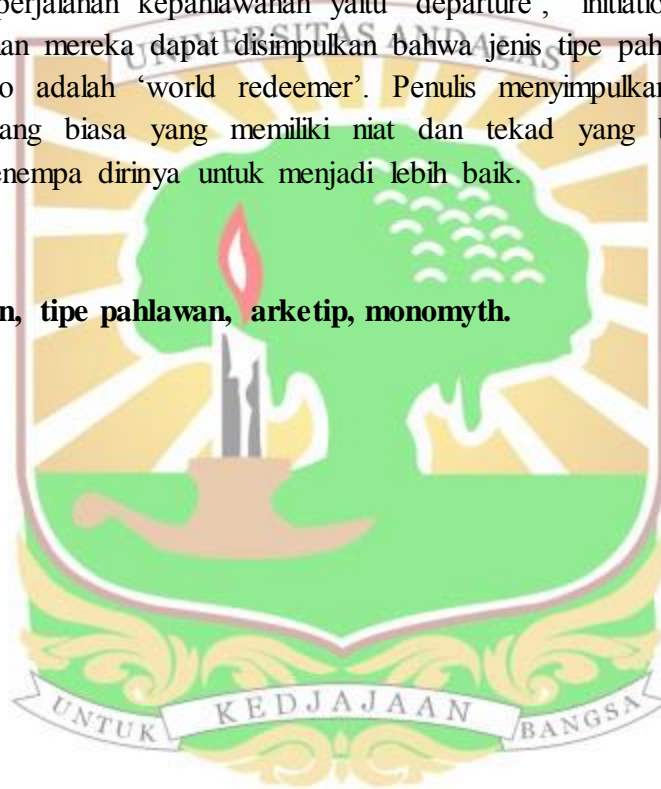 perjalanan kepahlawanan yaitu 'departure', 'initiatio
an mereka dapat disimpulkan bahwa jenis tipe pah
o adalah ‘world redeemer’. Penulis menyimpulkan
ang biasa yang memiliki niat dan tekad yang
enempa dirinya untuk menjadi lebih baik.
n, tipe pahlawan, arketip, monomyth.
UNIVERSITAS ANDALAS
UNTUK KEDJAJAAN BANGSA